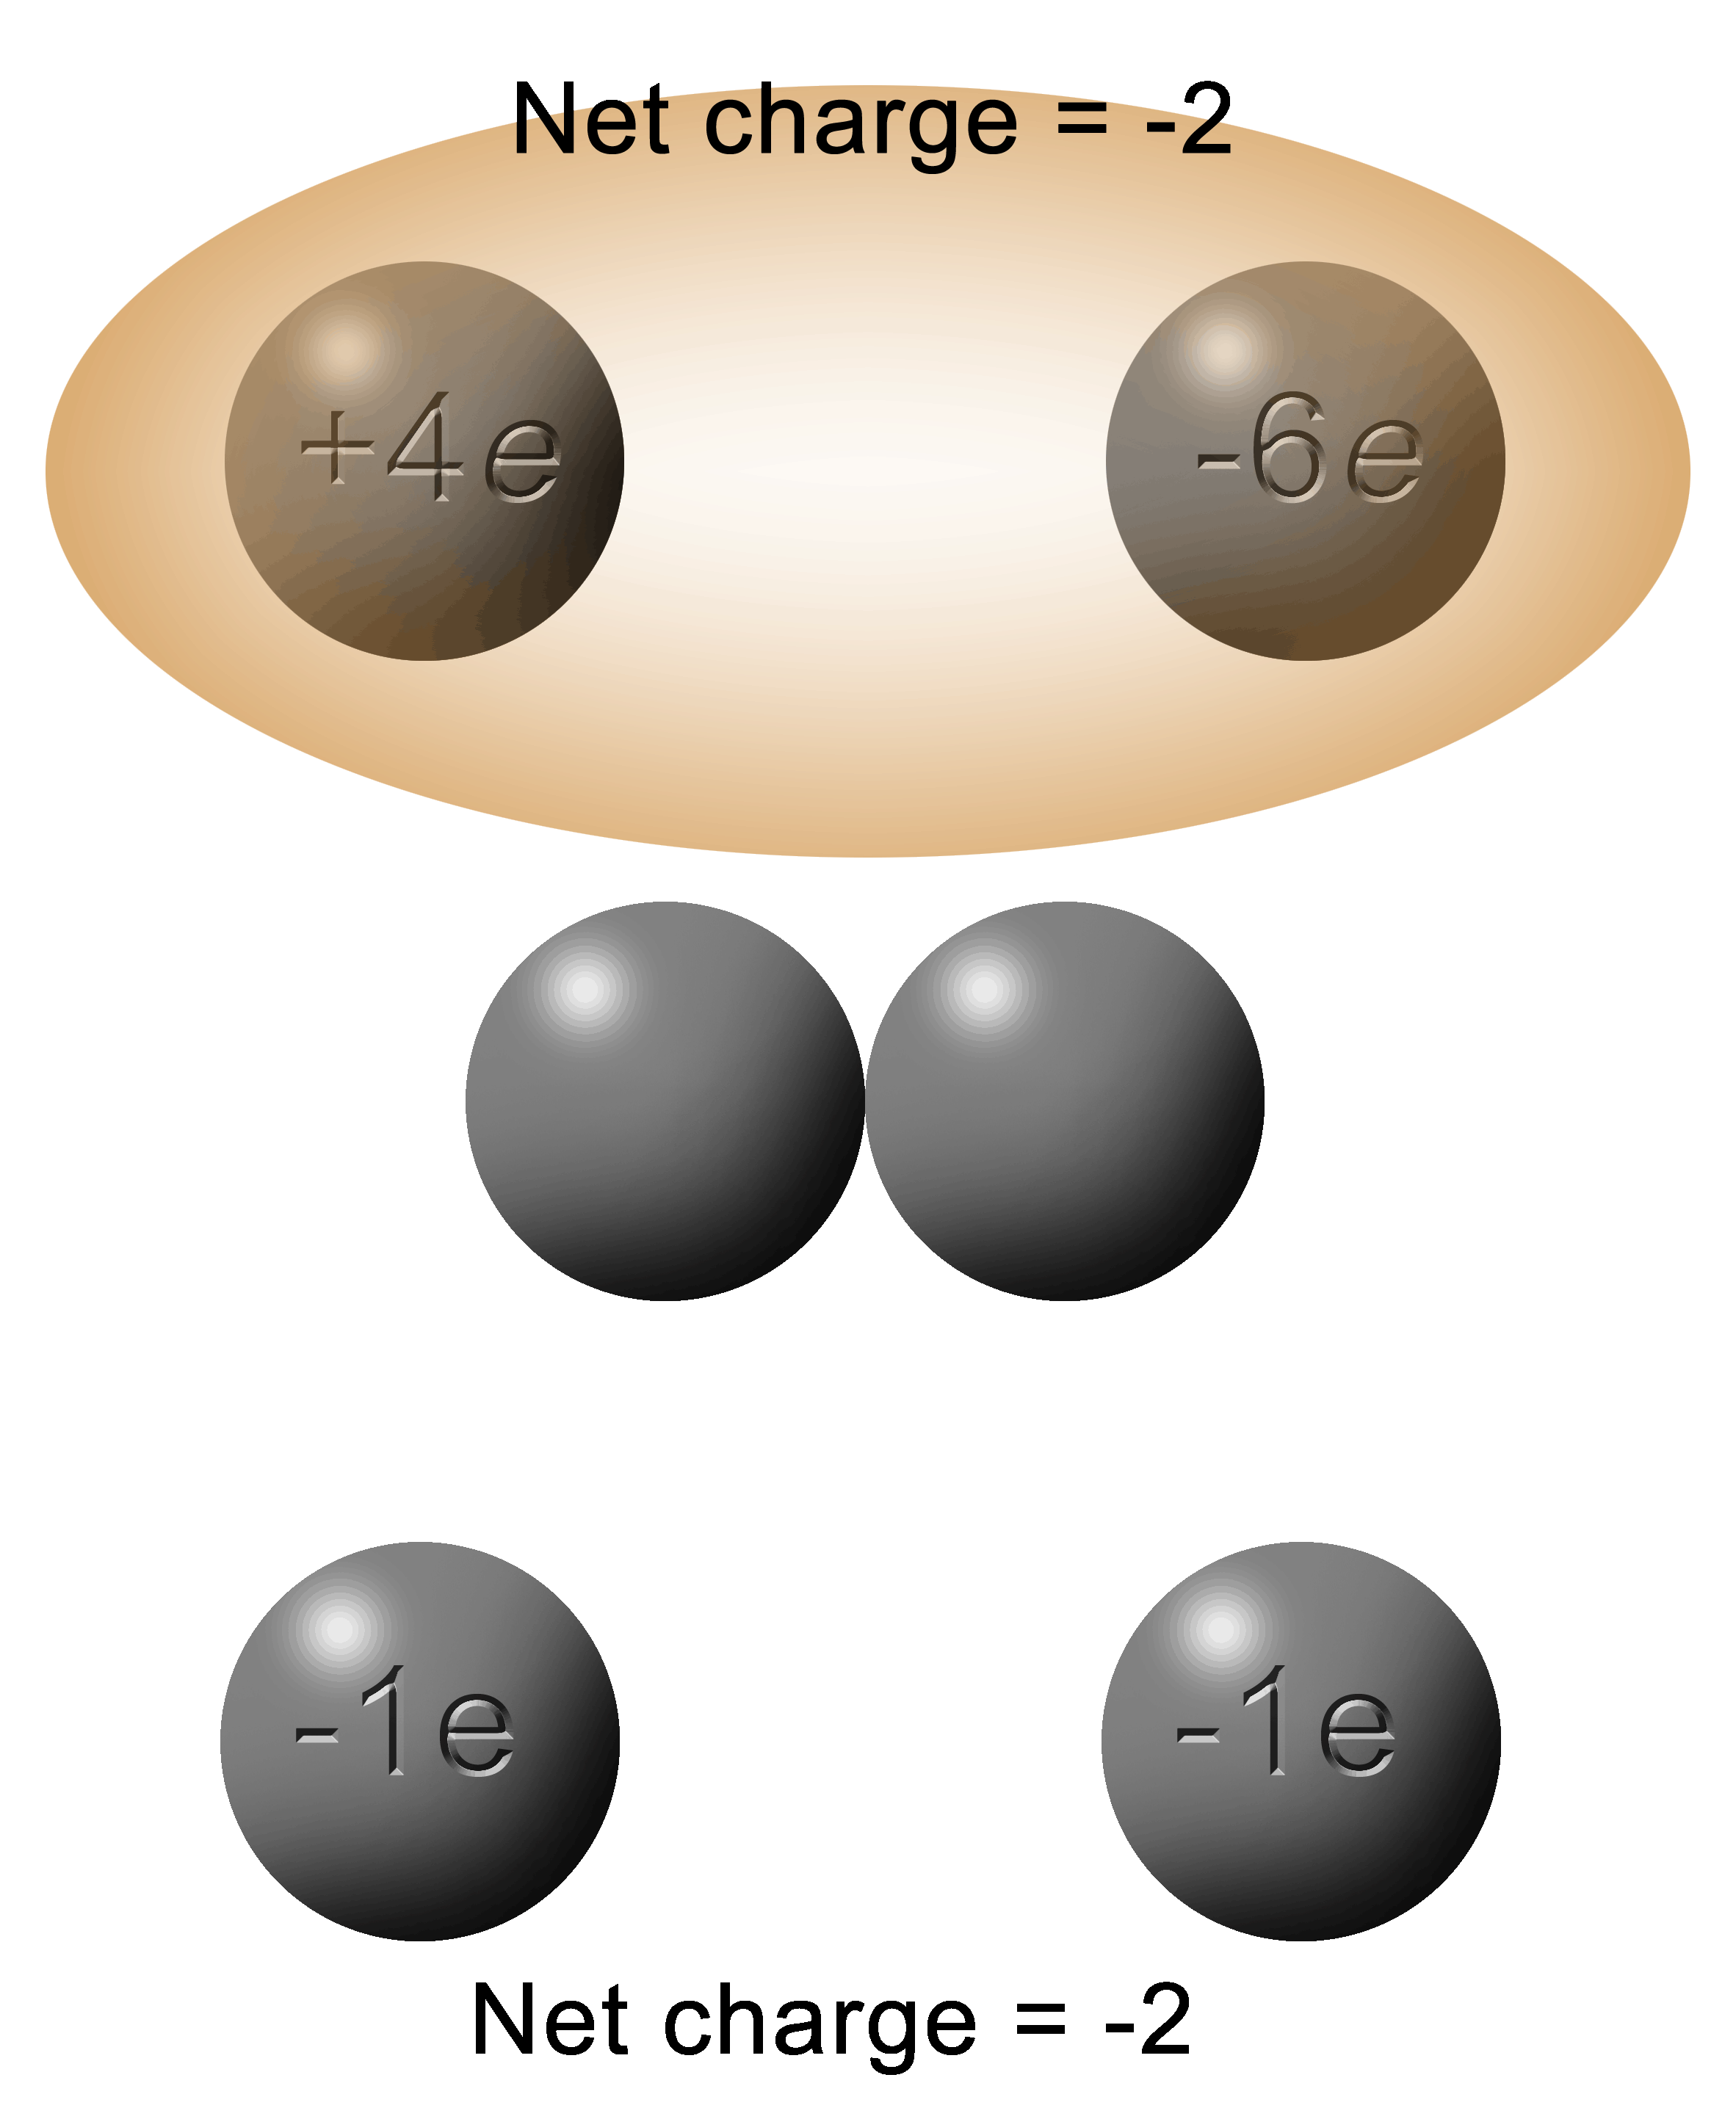 Net charge = -2
+4e -6e
-1e -1e
Net charge = -2